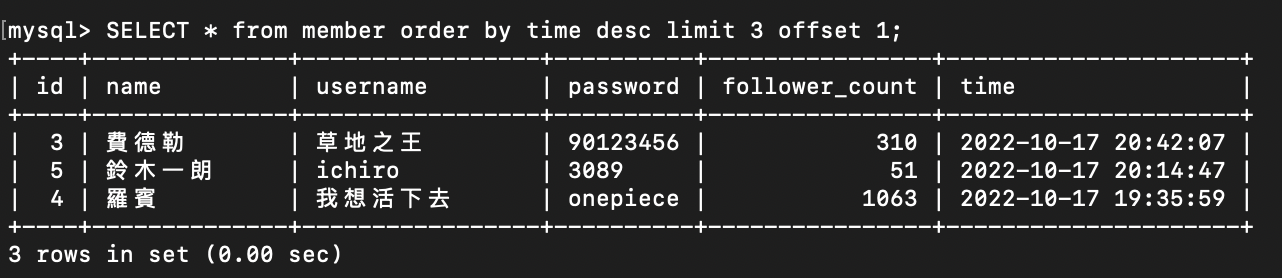 mysql> SELECT * from member order by time desc limit 3 offset 1;
+----+--------------+------------------+----------+----------------+---------------------+
| id | name | username | password | follower_count | time |
+----+--------------+------------------+----------+----------------+---------------------+
| 3 | 費德勒 | 草地之王 | 90123456 | 310 | 2022-10-17 20:42:07 |
| 5 | 鈴木一朗 | ichiro | 3089 | 51 | 2022-10-17 20:14:47 |
| 4 | 羅賓 | 我想活下去 | onepiece | 1063 | 2022-10-17 19:35:59 |
+----+--------------+------------------+----------+----------------+---------------------+
3 rows in set (0.00 sec)